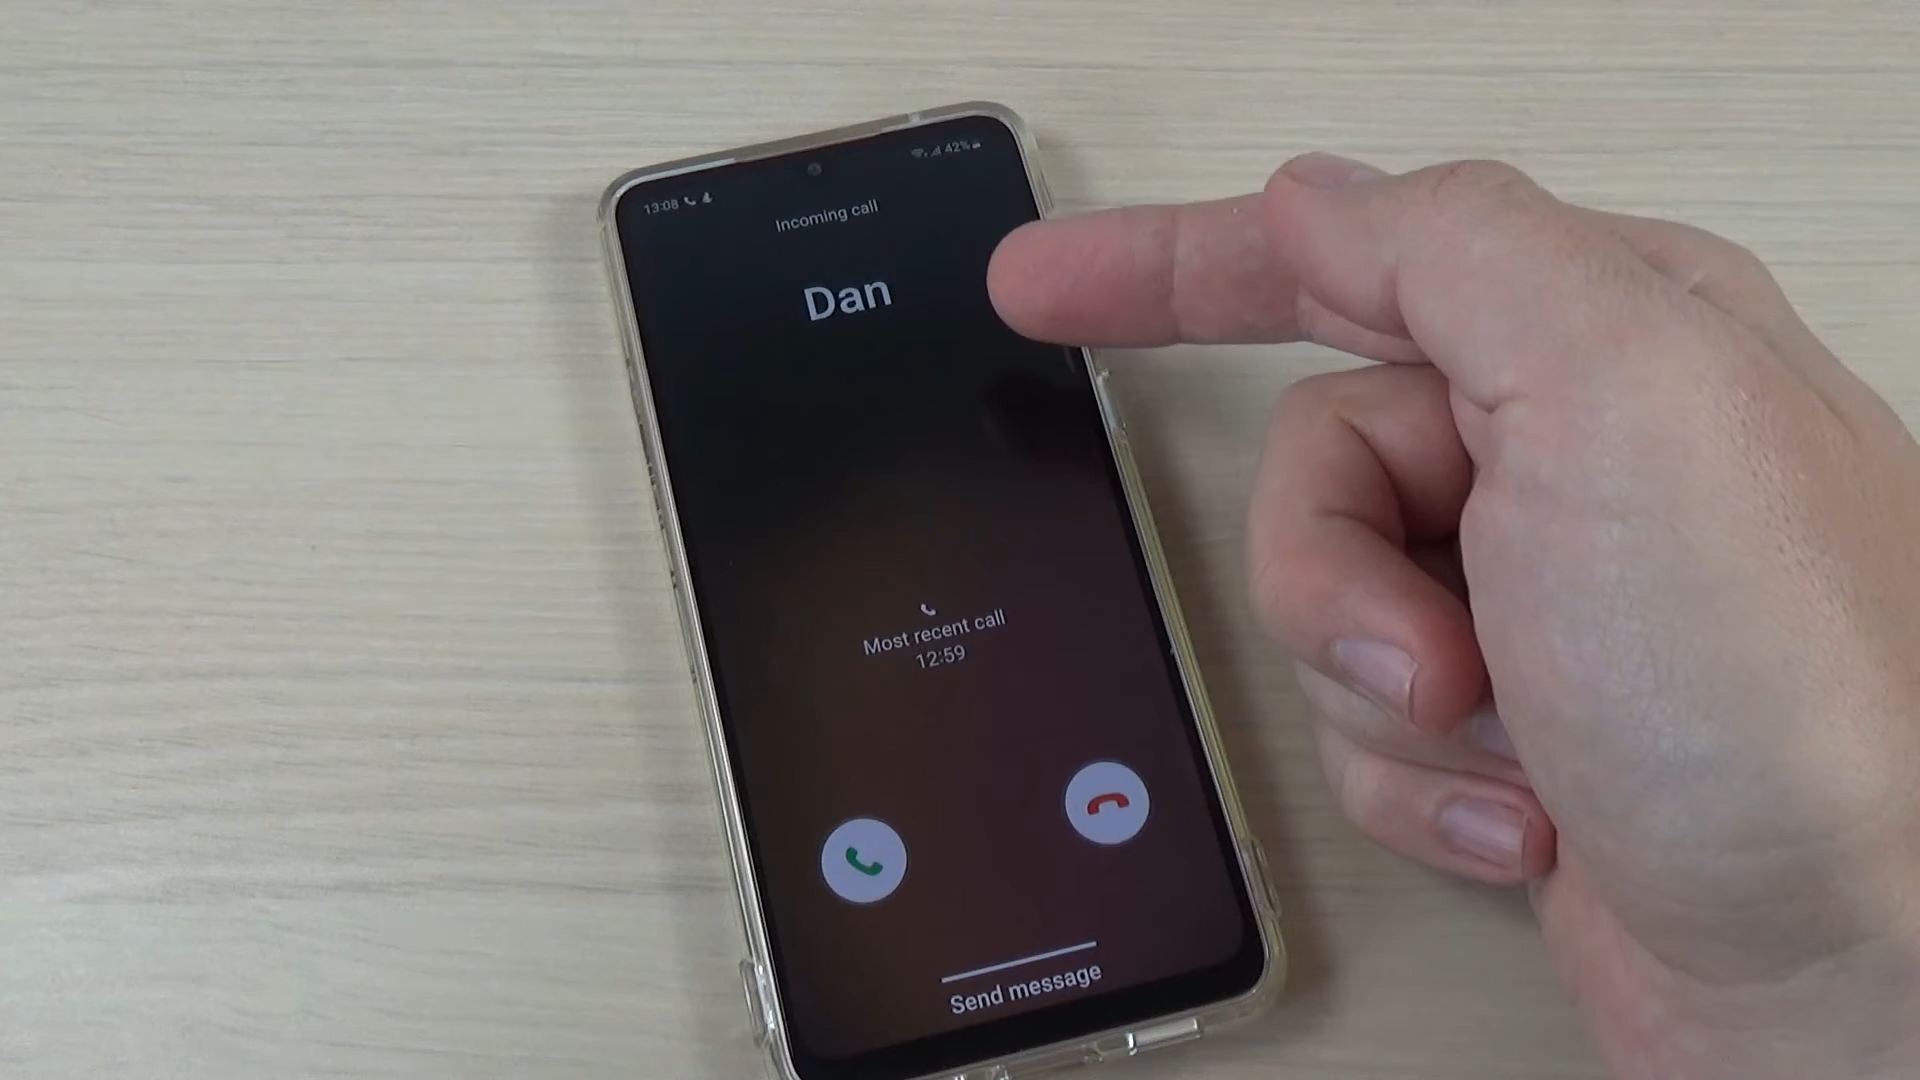 13:08
42%
Incoming call
Dan
Most recent call
12:59
Send message